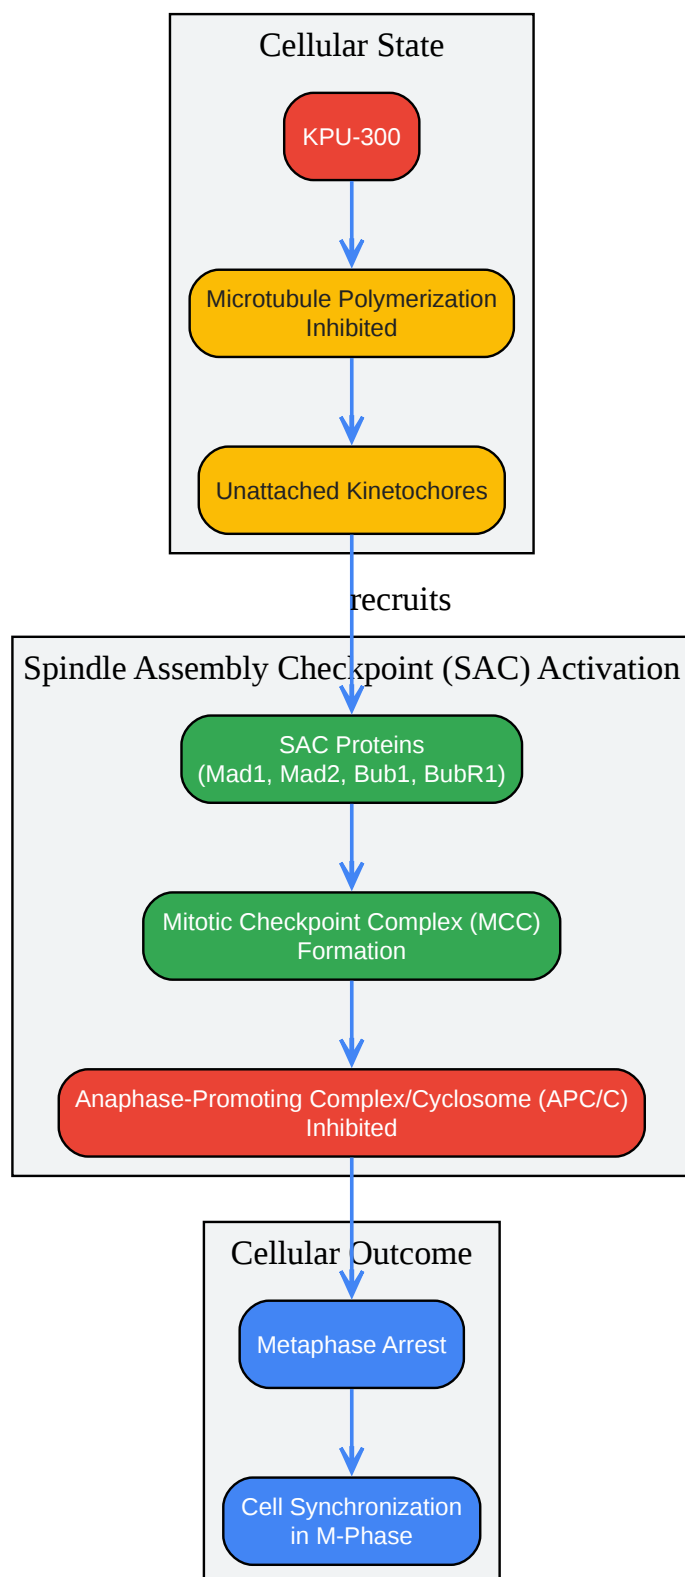 Cellular State
KPU-300
Microtubule Polymerization
Inhibited
Unattached Kinetochores
recruits
Spindle Assembly Checkpoint (SAC) Activation
SAC Proteins
(Mad1, Mad2, Bub1, BubR1)
Mitotic Checkpoint Complex (MCC)
Formation
Anaphase-Promoting Complex/Cyclosome (APC/C)
Inhibited
Cellular Outcome
Metaphase Arrest
Cell Synchronization
in M-Phase